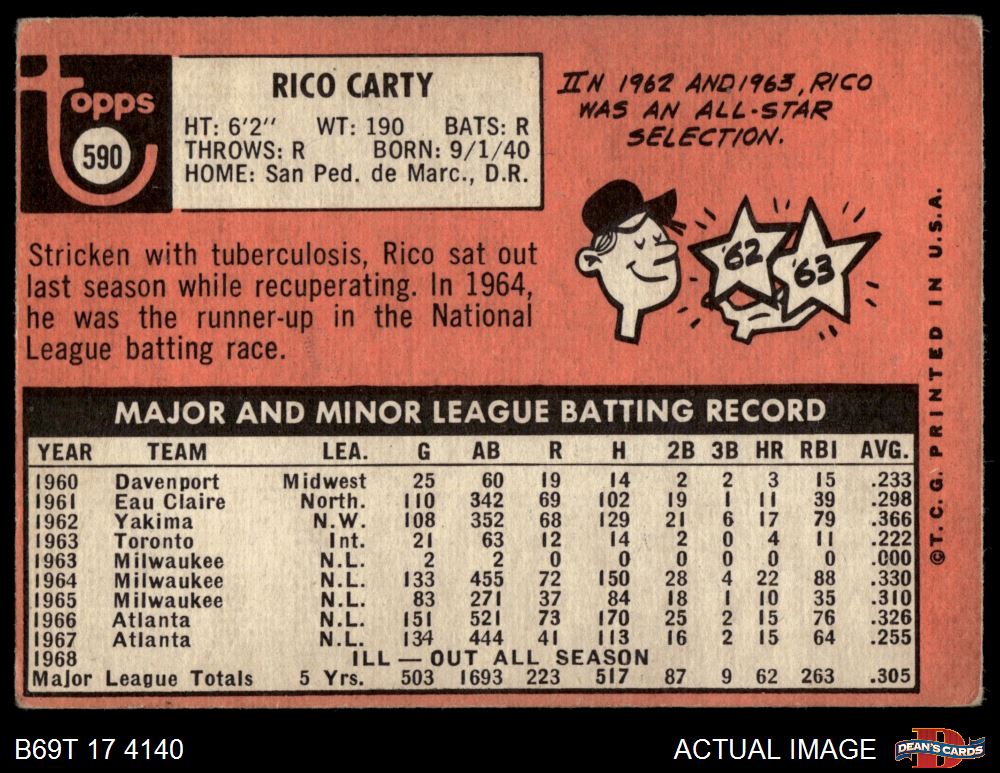 Topps
590
RICO CARTY
HT: 6'2'' WT: 190 BATS: R
THROWS: R BORN: 9/1/40
HOME: San Ped. de Marc., D.R.
IN 1962 AND 1963, RICO
WAS AN ALL-STAR
SELECTION.
'62
'63
Stricken with tuberculosis, Rico sat out
last season while recuperating. In 1964,
he was the runner-up in the National
League batting race.
MAJOR AND MINOR LEAGUE BATTING RECORD
YEAR TEAM LEA. G AB R H 2B 3B HR RBI AVG.
1960 Davenport Midwest 25 60 19 14 2 2 3 15 .233
1961 Eau Claire North. 110 342 69 102 19 1 11 39 .298
1962 Yakima N.W. 108 352 68 129 21 6 17 79 .366
1963 Toronto Int. 21 63 12 14 2 0 4 11 .222
1963 Milwaukee N.L. 2 2 0 0 0 0 0 0 .000
1964 Milwaukee N.L. 133 455 72 150 28 4 22 88 .330
1965 Milwaukee N.L. 83 271 37 84 18 1 10 35 .310
1966 Atlanta N.L. 151 521 73 170 25 2 15 76 .326
1967 Atlanta N.L. 134 444 41 113 16 2 15 64 .255
1968 ILL — OUT ALL SEASON
Major League Totals 5 Yrs. 503 1693 223 517 87 9 62 263 .305
©T.C.G. PRINTED IN U.S.A.
B69T 17 4140
ACTUAL IMAGE
D
DEAN'S CARDS